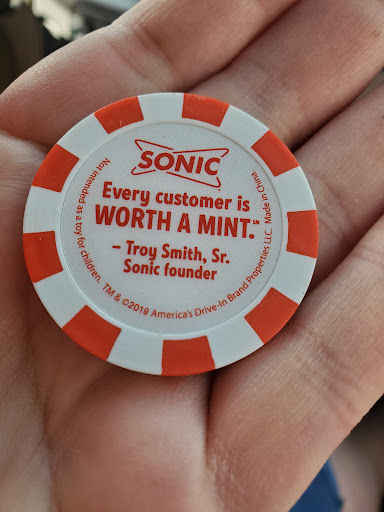 SONIC
Every customer is
WORTH A MINT.℠
– Troy Smith, Sr.
Sonic founder
Not intended as a toy for children. TM & ©2019 America's Drive-In Brand Properties LLC. Made in China